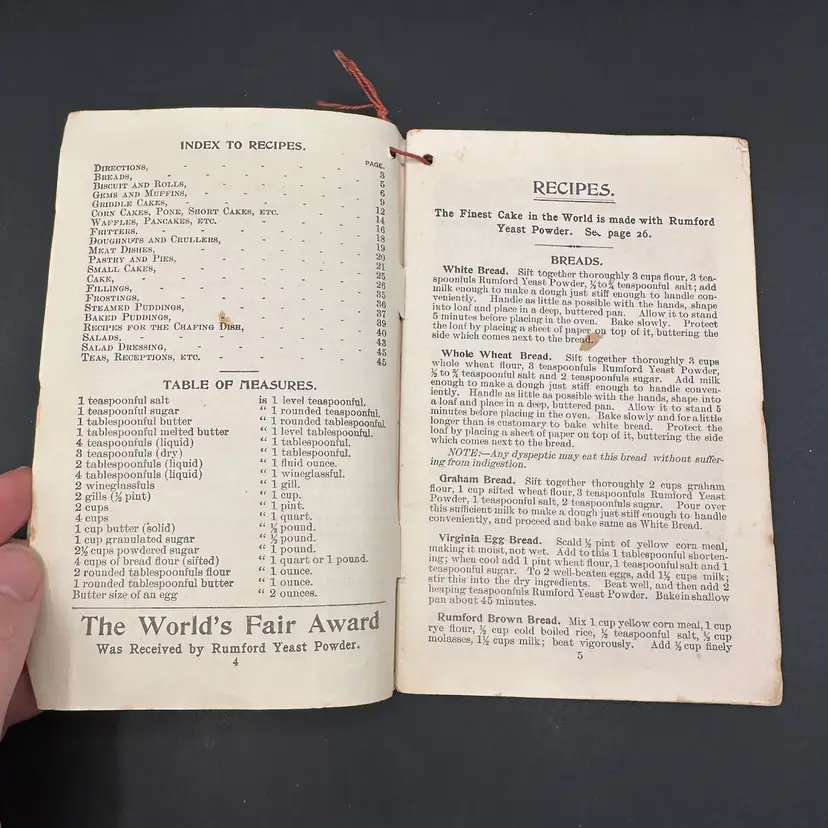 INDEX TO RECIPES.
PAGE.
DIRECTIONS, - - - - - - 3
BREADS, - - - - - - 5
BISCUIT AND ROLLS, - - - - - 6
GEMS AND MUFFINS, - - - - - 9
GRIDDLE CAKES, - - - - - 12
CORN CAKES, PONE, SHORT CAKES, ETC. - - - 14
WAFFLES, PANCAKES, ETC. - - - - 16
FRITTERS, - - - - - - 18
DOUGHNUTS AND CRULLERS, - - - - 19
MEAT DISHES, - - - - - 20
PASTRY AND PIES, - - - - - 21
SMALL CAKES, - - - - - 25
CAKE, - - - - - - 26
FILLINGS, - - - - - - 35
FROSTINGS, - - - - - - 36
STEAMED PUDDINGS, - - - - - 37
BAKED PUDDINGS, - - - - - 39
RECIPES FOR THE CHAFING DISH, - - - - 40
SALADS, - - - - - - 43
SALAD DRESSING, - - - - - 45
TEAS, RECEPTIONS, ETC. - - - - 45
TABLE OF MEASURES.
1 teaspoonful salt is 1 level teaspoonful.
1 teaspoonful sugar “ 1 rounded teaspoonful.
1 tablespoonful butter “ 1 rounded tablespoonful.
1 tablespoonful melted butter “ 1 level tablespoonful.
4 teaspoonfuls (liquid) “ 1 tablespoonful.
3 teaspoonfuls (dry) “ 1 tablespoonful.
2 tablespoonfuls (liquid) “ 1 fluid ounce.
4 tablespoonfuls (liquid) “ 1 wineglassful.
2 wineglassfuls “ 1 gill.
2 gills (½ pint) “ 1 cup.
2 cups “ 1 pint.
4 cups “ 1 quart.
1 cup butter (solid) “ ½ pound.
1 cup granulated sugar “ ½ pound.
2½ cups powdered sugar “ 1 pound.
4 cups of bread flour (sifted) “ 1 quart or 1 pound.
2 rounded tablespoonfuls flour “ 1 ounce.
1 rounded tablespoonful butter “ 1 ounce.
Butter size of an egg “ 2 ounces.
The World's Fair Award
Was Received by Rumford Yeast Powder.
4
RECIPES.
The Finest Cake in the World is made with Rumford
Yeast Powder. See page 26.
BREADS.
White Bread. Sift together thoroughly 3 cups flour, 3 tea-
spoonfuls Rumford Yeast Powder, ½ to ¾ teaspoonful salt; add
milk enough to make a dough just stiff enough to handle con-
veniently. Handle as little as possible with the hands, shape
isto loaf and place in a deep, buttered pan. Allow it to stand
5 minutes before placing in the oven. Bake slowly. Protect
the loaf by placing a sheet of paper on top of it, buttering the
side which comes next to the bread.
Whole Wheat Bread. Sift together thoroughly 3 cups
whole wheat flour, 3 teaspoonfuls Rumford Yeast Powder,
½ to ¾ teaspoonful salt and 2 teaspoonfuls sugar. Add milk
enough to make a dough just stiff enough to handle conven-
iently. Handle as little as possible with the hands, shape into
a loaf and place in a deep, buttered pan. Allow it to stand 5
minutes before placing in the oven. Bake slowly and for a little
longer than is customary to bake white bread. Protect the
loaf by placing a sheet of paper on top of it, buttering the side
which comes next to the bread.
NOTE:—Any dyspeptic may eat this bread without suffer-
ing from indigestion.
Graham Bread. Sift together thoroughly 2 cups graham
flour, 1 cup sifted wheat flour, 3 teaspoonfuls Rumford Yeast
Powder, 1 teaspoonful salt, 2 teaspoonfuls sugar. Pour over
this sufficient milk to make a dough just stiff enough to handle
conveniently, and proceed and bake same as White Bread.
Virginia Egg Bread. Scald ½ pint of yellow corn meal,
making it moist, not wet. Add to this 1 tablespoonful shorten-
ing; when cool add 1 pint wheat flour, 1 teaspoonful salt and 1
teaspoonful sugar. To 2 well-beaten eggs, add 1½ cups milk;
stir this into the dry ingredients. Beat well, and then add 2
heaping teaspoonfuls Rumford Yeast Powder. Bake in shallow
pan about 45 minutes.
Rumford Brown Bread. Mix 1 cup yellow corn meal, 1 cup
rye flour, ½ cup cold boiled rice, ½ teaspoonful salt, ½ cup
molasses, 1½ cups milk; beat vigorously. Add ½ cup finely
5